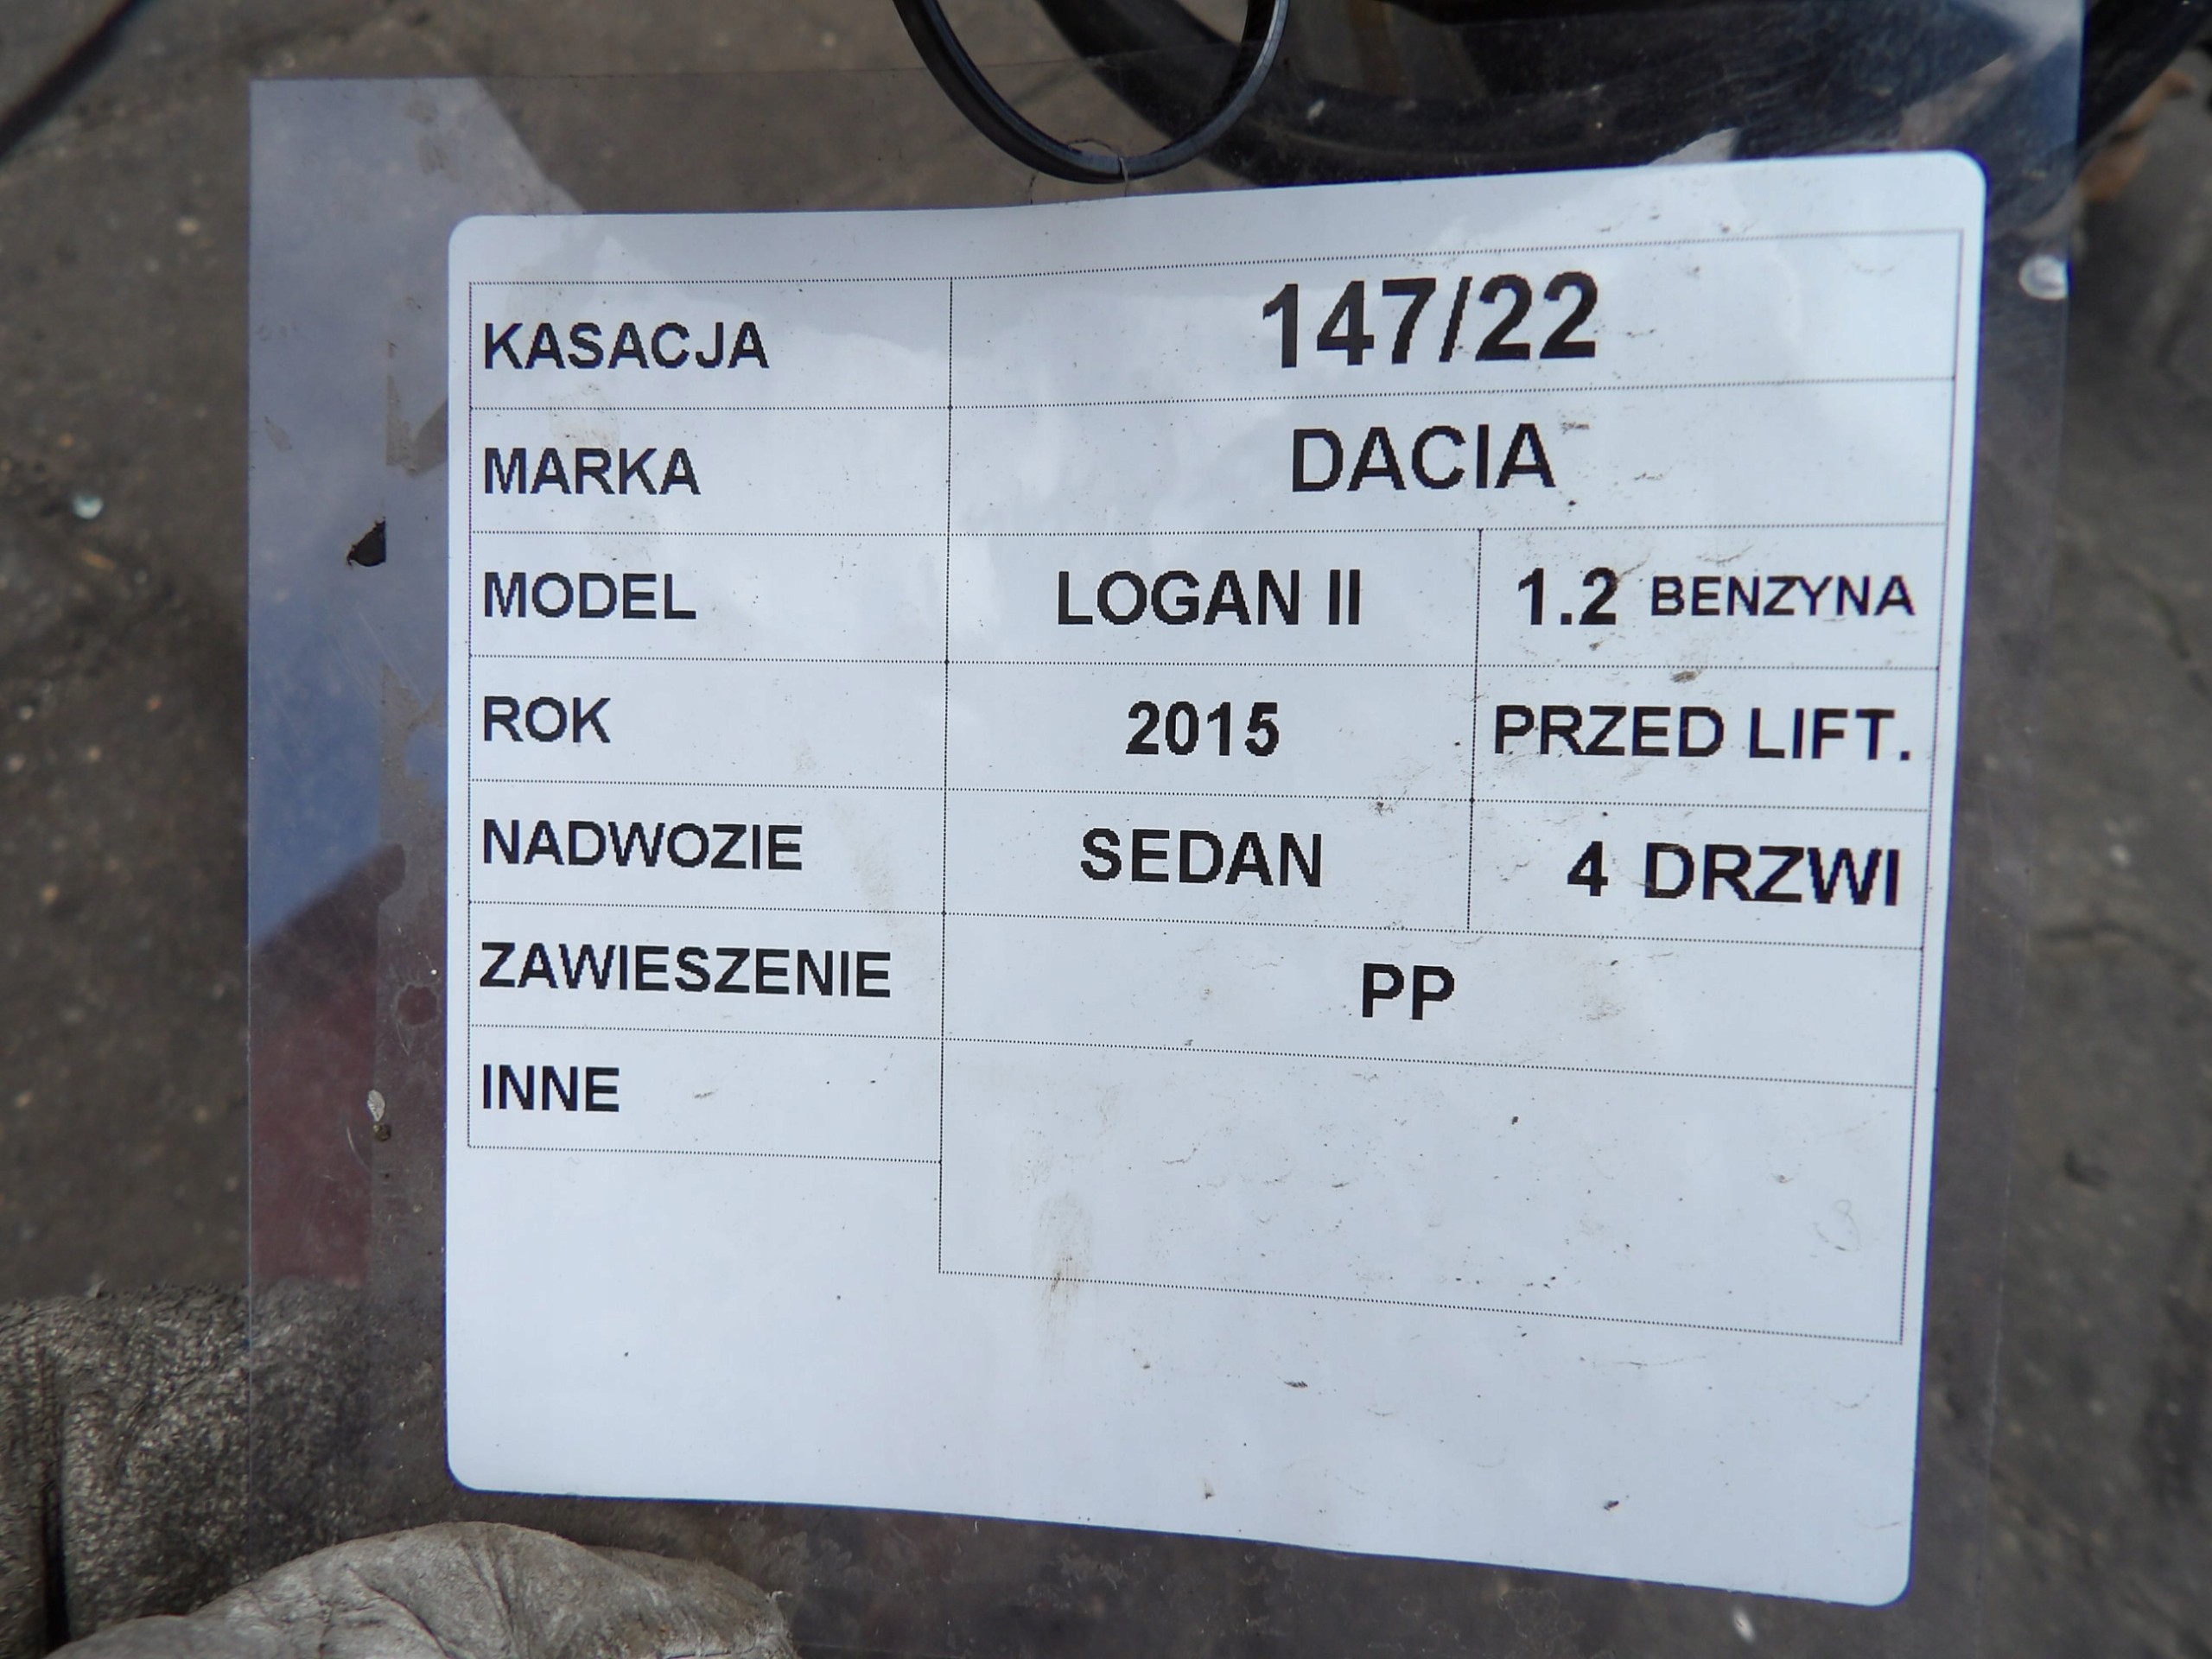 KASACJA 147/22
MARKA DACIA
MODEL LOGAN II 1.2 BENZYNA
ROK 2015 PRZED LIFT.
NADWOZIE SEDAN 4 DRZWI
ZAWIESZENIE PP
INNE